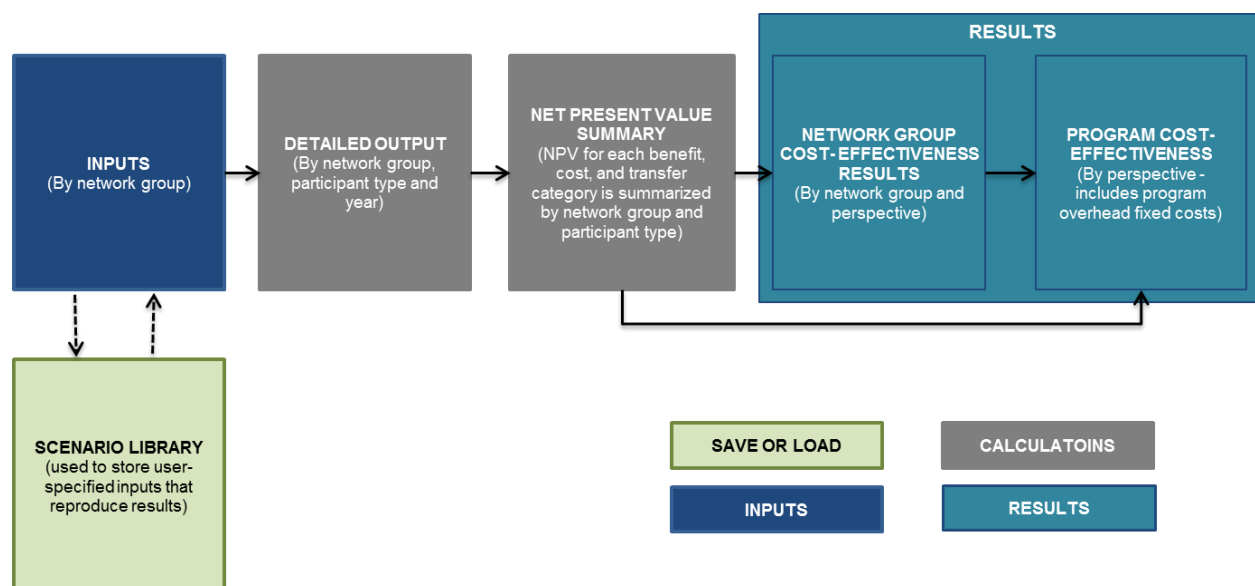 RESULTS
INPUTS
(By network group)
DETAILED OUTPUT
(By network group,
participant type and
year)
NET PRESENT VALUE
SUMMARY
(NPV for each benefit,
cost, and transfer
category is summarized
by network group and
participant type)
NETWORK GROUP
COST- EFFECTIVENESS
RESULTS
(By network group and
perspective)
PROGRAM COST-
EFFECTIVENESS
(By perspective -
includes program
overhead fixed costs)
SCENARIO LIBRARY
(used to store user-
specified inputs that
reproduce results)
SAVE OR LOAD
CALCULATOINS
INPUTS
RESULTS